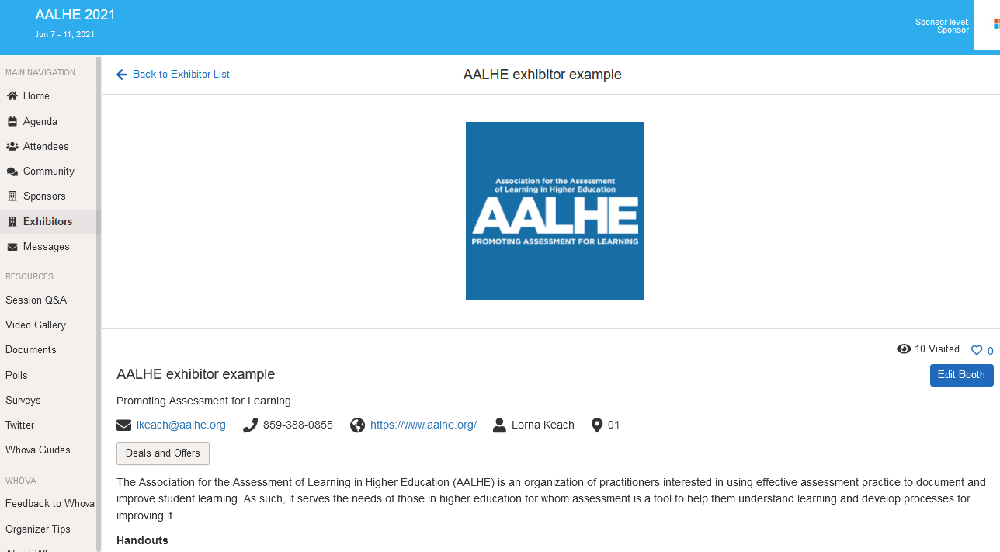 AALHE 2021
Jun 7 - 11, 2021
Sponsor level:
Sponsor
MAIN NAVIGATION
Home
Agenda
Attendees
Community
Sponsors
Exhibitors
Messages
RESOURCES
Session Q&A
Video Gallery
Documents
Polls
Surveys
Twitter
Whova Guides
WHOVA
Feedback to Whova
Organizer Tips
Back to Exhibitor List
AALHE exhibitor example
Association for the Assessment
of Learning in Higher Education
AALHE
PROMOTING ASSESSMENT FOR LEARNING
10 Visited
0
AALHE exhibitor example
Edit Booth
Promoting Assessment for Learning
lkeach@aalhe.org 859-388-0855 https://www.aalhe.org/ Lorna Keach 01
Deals and Offers
The Association for the Assessment of Learning in Higher Education (AALHE) is an organization of practitioners interested in using effective assessment practice to document and
improve student learning. As such, it serves the needs of those in higher education for whom assessment is a tool to help them understand learning and develop processes for
improving it.
Handouts